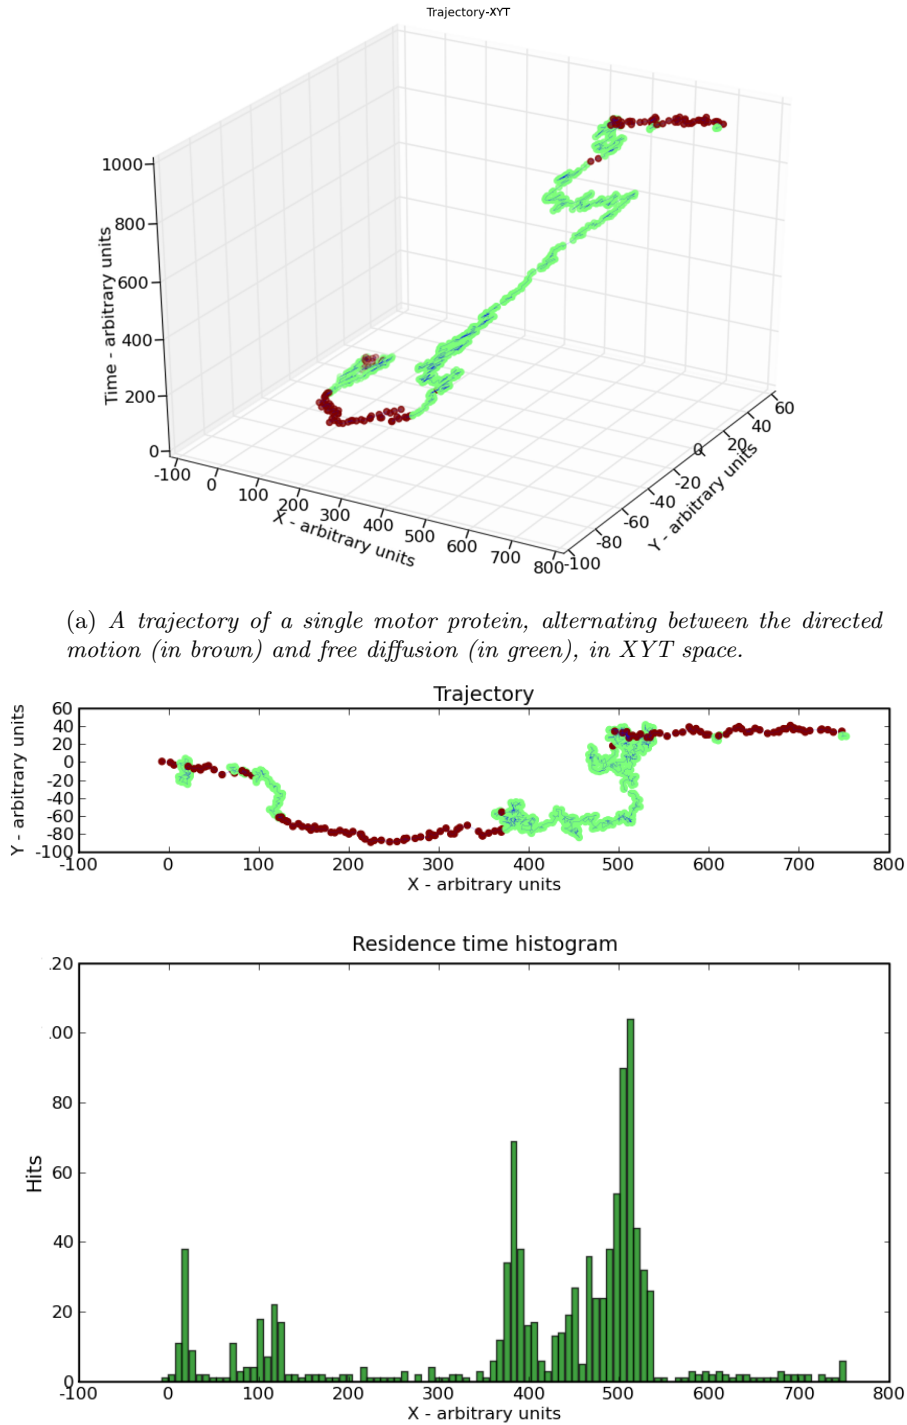 Trajectory-XYT
1000
800
600
400
200
0
Time - arbitrary units
-100
0
100
200
300
400
500
600
700
800
X - arbitrary units
-100
-80
-60
-40
-20
0
20
40
60
Y - arbitrary units
(a) A trajectory of a single motor protein, alternating between the directed
motion (in brown) and free diffusion (in green), in XYT space.
Trajectory
60
40
20
0
-20
-40
-60
-80
-100
Y - arbitrary units
-100 0 100 200 300 400 500 600 700 800
X - arbitrary units
Residence time histogram
.20
.00
80
60
40
20
0
Hits
-100 0 100 200 300 400 500 600 700 800
X - arbitrary units